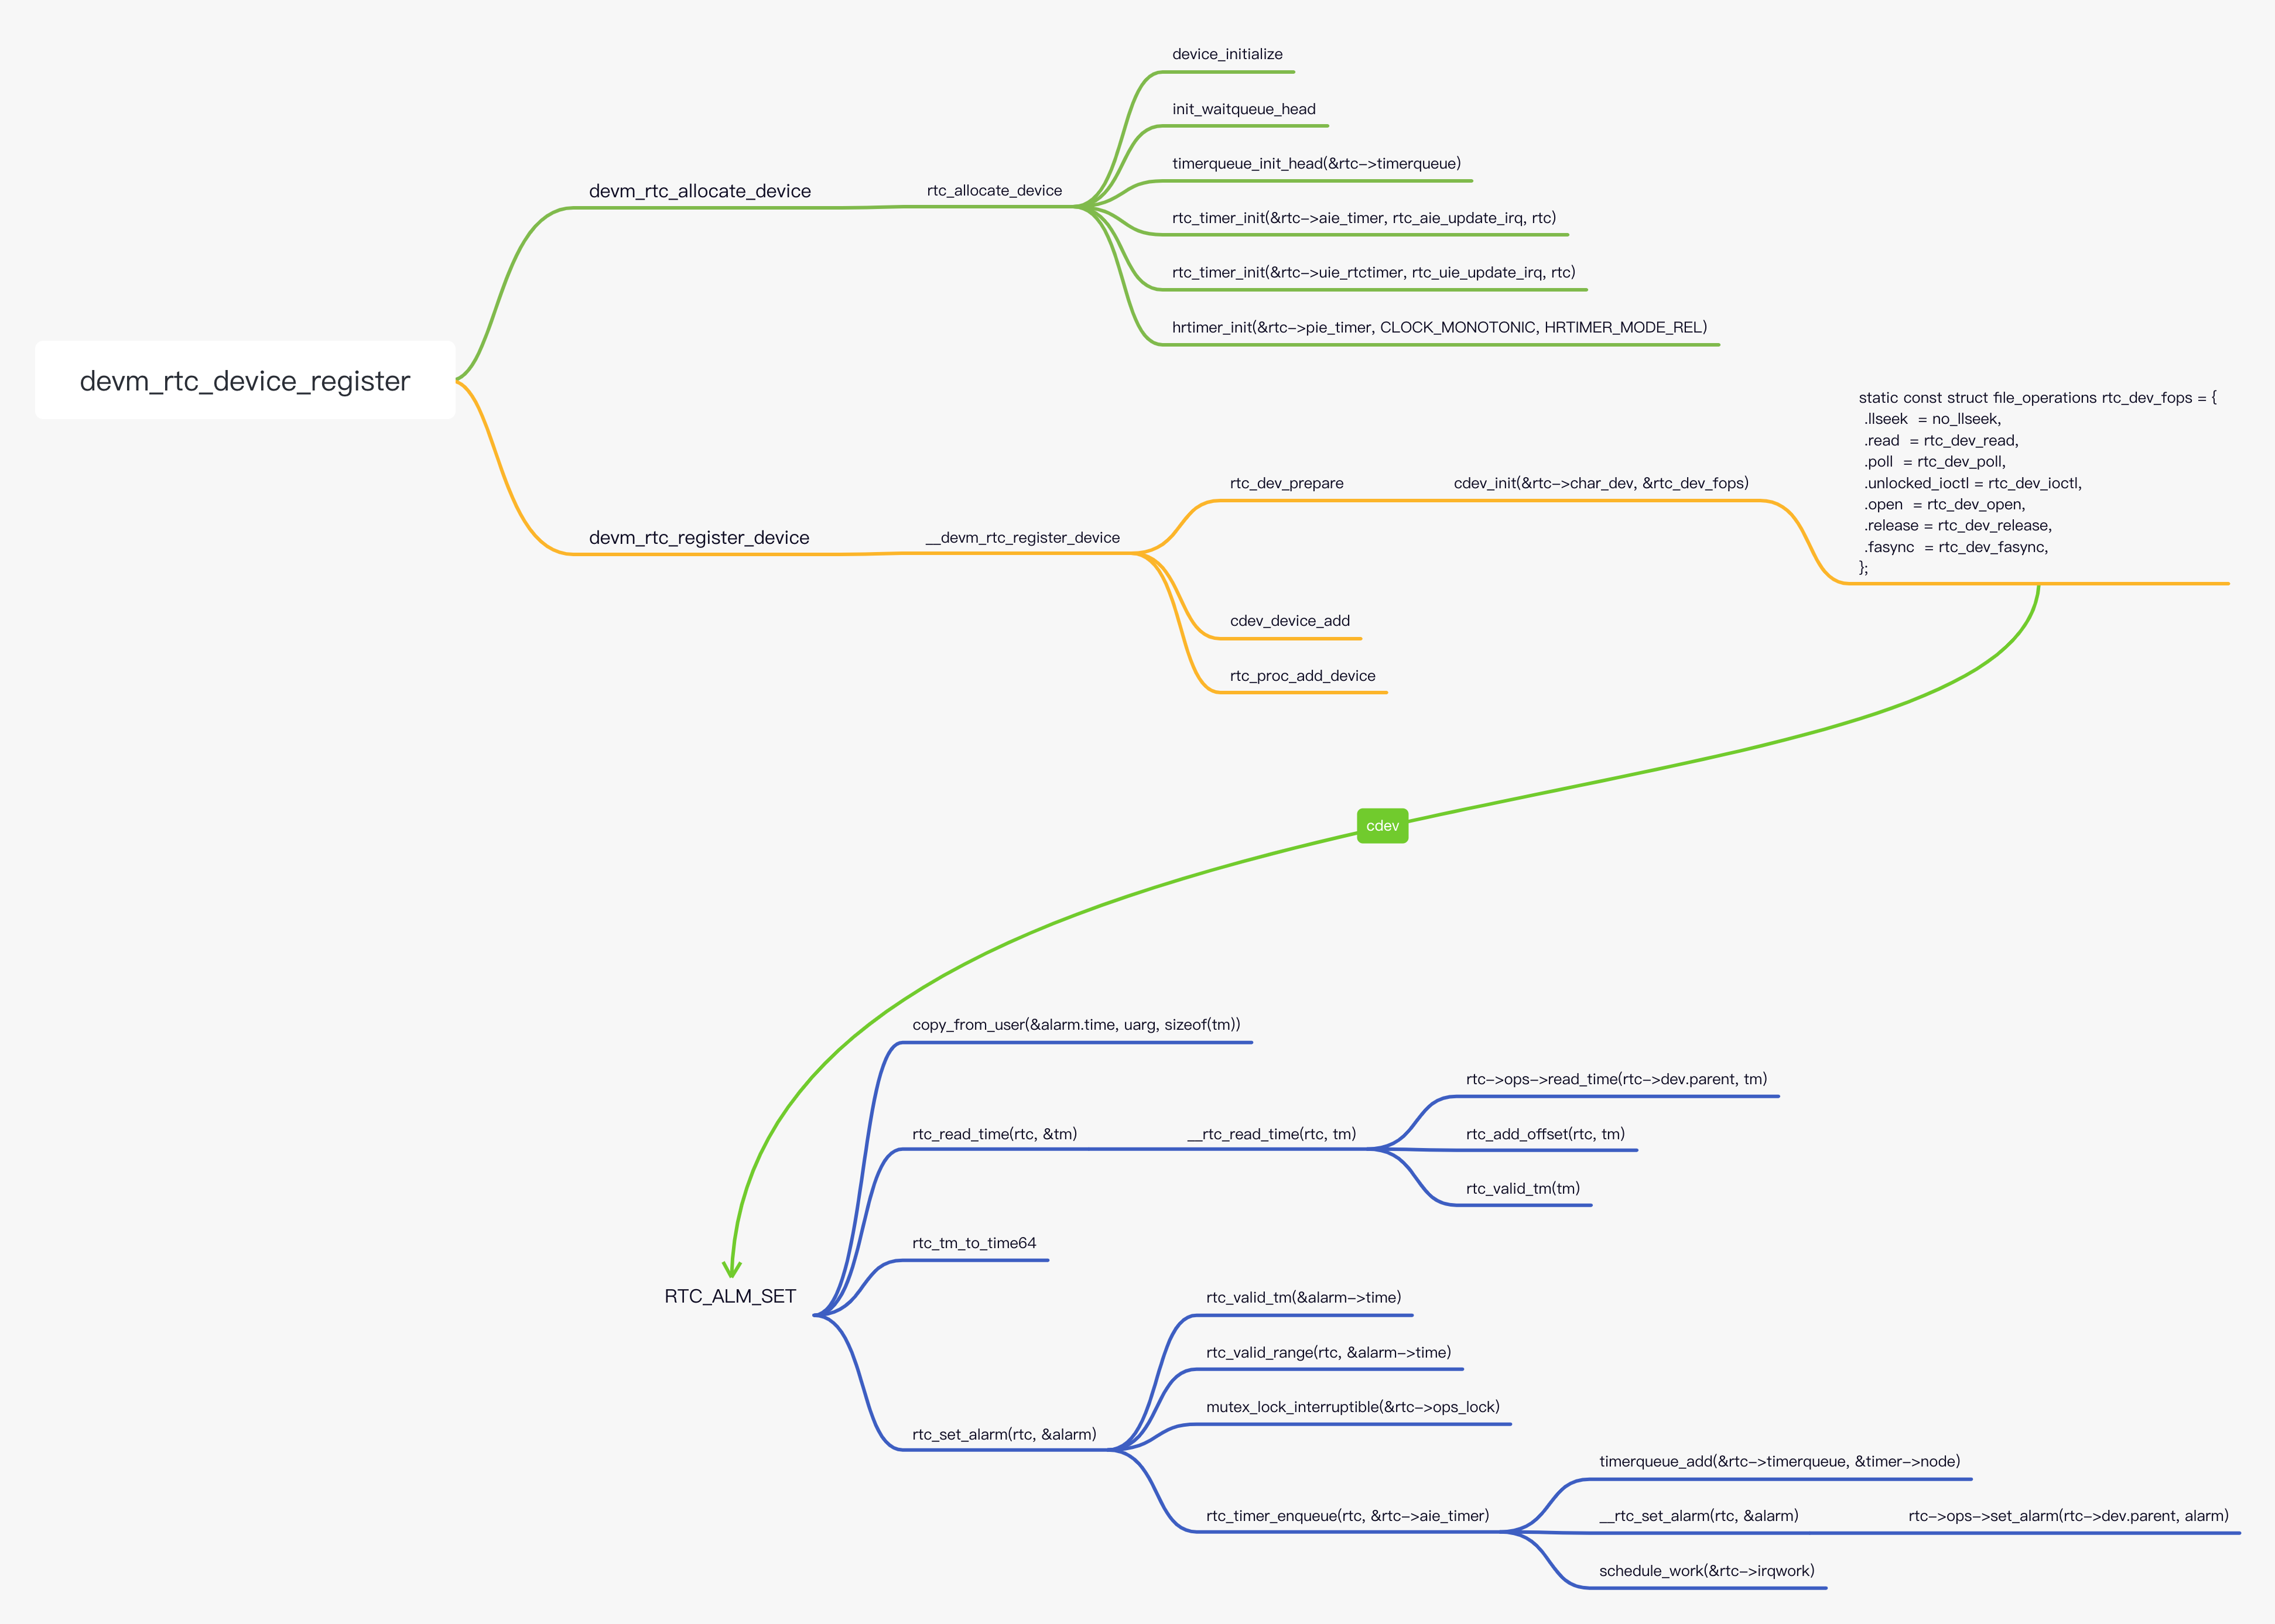 devm_rtc_device_register
devm_rtc_allocate_device
rtc_allocate_device
device_initialize
init_waitqueue_head
timerqueue_init_head(&rtc->timerqueue)
rtc_timer_init(&rtc->aie_timer, rtc_aie_update_irq, rtc)
rtc_timer_init(&rtc->uie_rtctimer, rtc_uie_update_irq, rtc)
hrtimer_init(&rtc->pie_timer, CLOCK_MONOTONIC, HRTIMER_MODE_REL)
devm_rtc_register_device
__devm_rtc_register_device
rtc_dev_prepare
cdev_init(&rtc->char_dev, &rtc_dev_fops)
static const struct file_operations rtc_dev_fops = {
.llseek = no_llseek,
.read = rtc_dev_read,
.poll = rtc_dev_poll,
.unlocked_ioctl = rtc_dev_ioctl,
.open = rtc_dev_open,
.release = rtc_dev_release,
.fasync = rtc_dev_fasync,
};
cdev_device_add
rtc_proc_add_device
cdev
RTC_ALM_SET
copy_from_user(&alarm.time, uarg, sizeof(tm))
rtc_read_time(rtc, &tm)
__rtc_read_time(rtc, tm)
rtc->ops->read_time(rtc->dev.parent, tm)
rtc_add_offset(rtc, tm)
rtc_valid_tm(tm)
rtc_tm_to_time64
rtc_set_alarm(rtc, &alarm)
rtc_valid_tm(&alarm->time)
rtc_valid_range(rtc, &alarm->time)
mutex_lock_interruptible(&rtc->ops_lock)
rtc_timer_enqueue(rtc, &rtc->aie_timer)
timerqueue_add(&rtc->timerqueue, &timer->node)
__rtc_set_alarm(rtc, &alarm)
rtc->ops->set_alarm(rtc->dev.parent, alarm)
schedule_work(&rtc->irqwork)